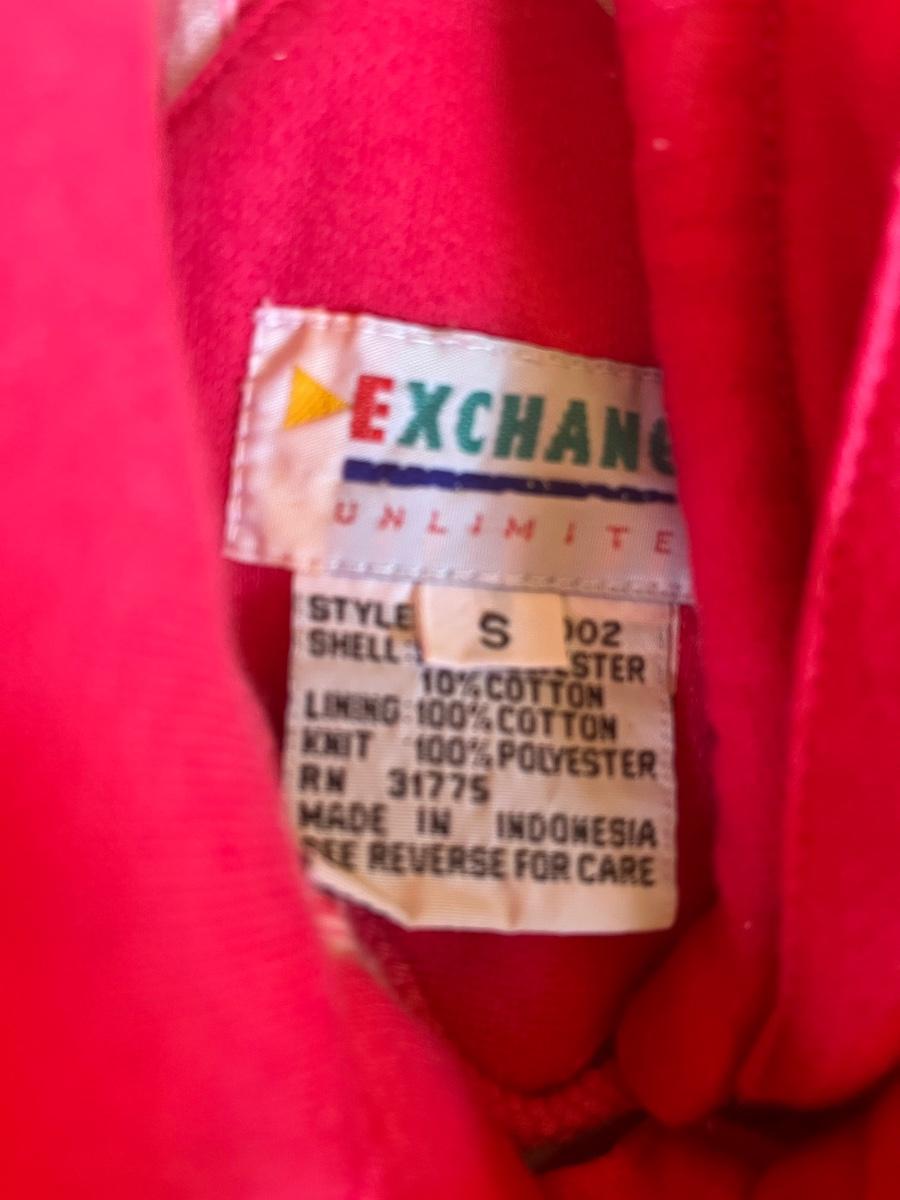 EXCHANG
UNLIMITE
S
STYLE 002
SHELL: STER
10% COTTON
LINING 100% COTTON
KNIT 100% POLYESTER
RN 31775
MADE IN INDONESIA
SEE REVERSE FOR CARE